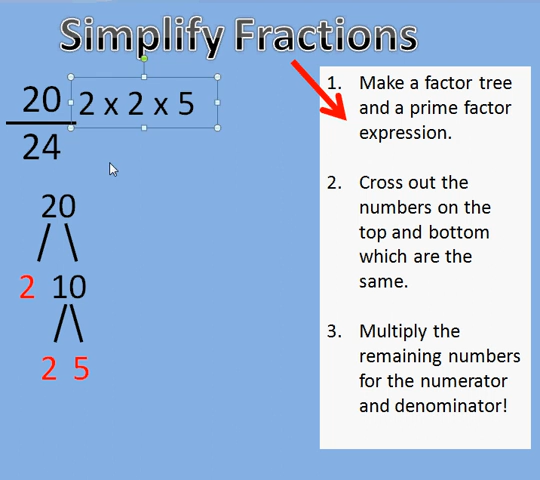 Simplify Fractions
20
24
2 x 2 x 5
20
2 10
2 5
1. Make a factor tree
and a prime factor
expression.
2. Cross out the
numbers on the
top and bottom
which are the
same.
3. Multiply the
remaining numbers
for the numerator
and denominator!